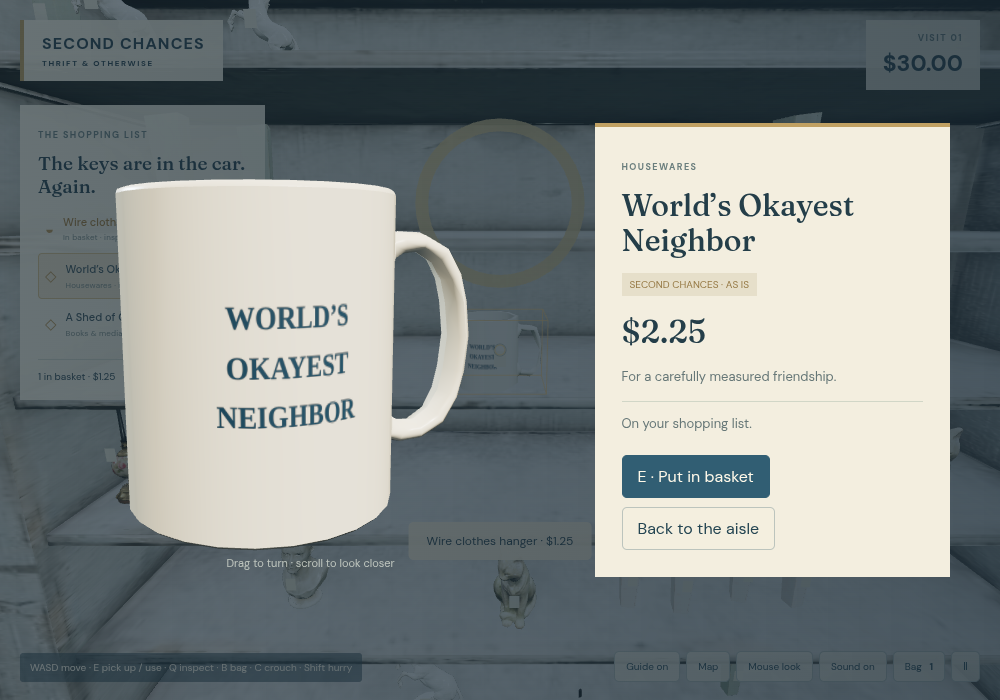 SECOND CHANCES
THRIFT & OTHERWISE
VISIT 01
$30.00
THE SHOPPING LIST
The keys are in the car.
Again.
Wire cloth
In basket · insp
World's Ok
Housewares
A Shed of
Books & media
1 in basket · $1.25
WORLD'S
OKAYEST
NEIGHBOR
WORLD'S
OKAYEST
NEIGHBOR
Drag to turn · scroll to look closer
Wire clothes hanger · $1.25
HOUSEWARES
World's Okayest
Neighbor
SECOND CHANCES · AS IS
$2.25
For a carefully measured friendship.
On your shopping list.
E · Put in basket
Back to the aisle
WASD move · E pick up / use · Q Inspect · B bag · C crouch · Shift hurry
Guide on
Map
Mouse look
Sound on
Bag 1